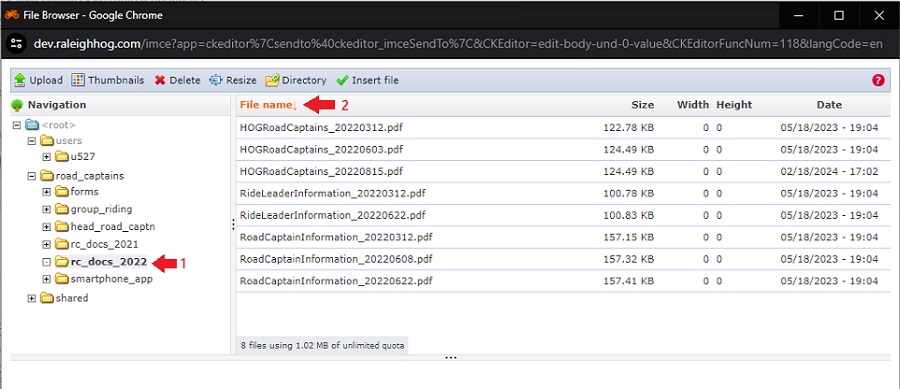 File Browser - Google Chrome
dev.raleighhog.com/imce?app=ckeditor%7Csendto%40ckeditor_imceSendTo%7C&CKEditor=edit-body-und-0-value&CKEditorFuncNum=118&langCode=en
Upload Thumbnails Delete Resize Directory Insert file ?
Navigation
<root>
users
u527
road_captains
forms
group_riding
head_road_captn
rc_docs_2021
rc_docs_2022 1
smartphone_app
shared
File name↓ 2 Size Width Height Date
HOGRoadCaptains_20220312.pdf 122.78 KB 0 0 05/18/2023 - 19:04
HOGRoadCaptains_20220603.pdf 124.49 KB 0 0 05/18/2023 - 19:04
HOGRoadCaptains_20220815.pdf 124.49 KB 0 0 02/18/2024 - 17:02
RideLeaderInformation_20220312.pdf 100.78 KB 0 0 05/18/2023 - 19:04
RideLeaderInformation_20220622.pdf 100.83 KB 0 0 05/18/2023 - 19:04
RoadCaptainInformation_20220312.pdf 157.15 KB 0 0 05/18/2023 - 19:04
RoadCaptainInformation_20220608.pdf 157.32 KB 0 0 05/18/2023 - 19:04
RoadCaptainInformation_20220622.pdf 157.41 KB 0 0 05/18/2023 - 19:04
8 files using 1.02 MB of unlimited quota